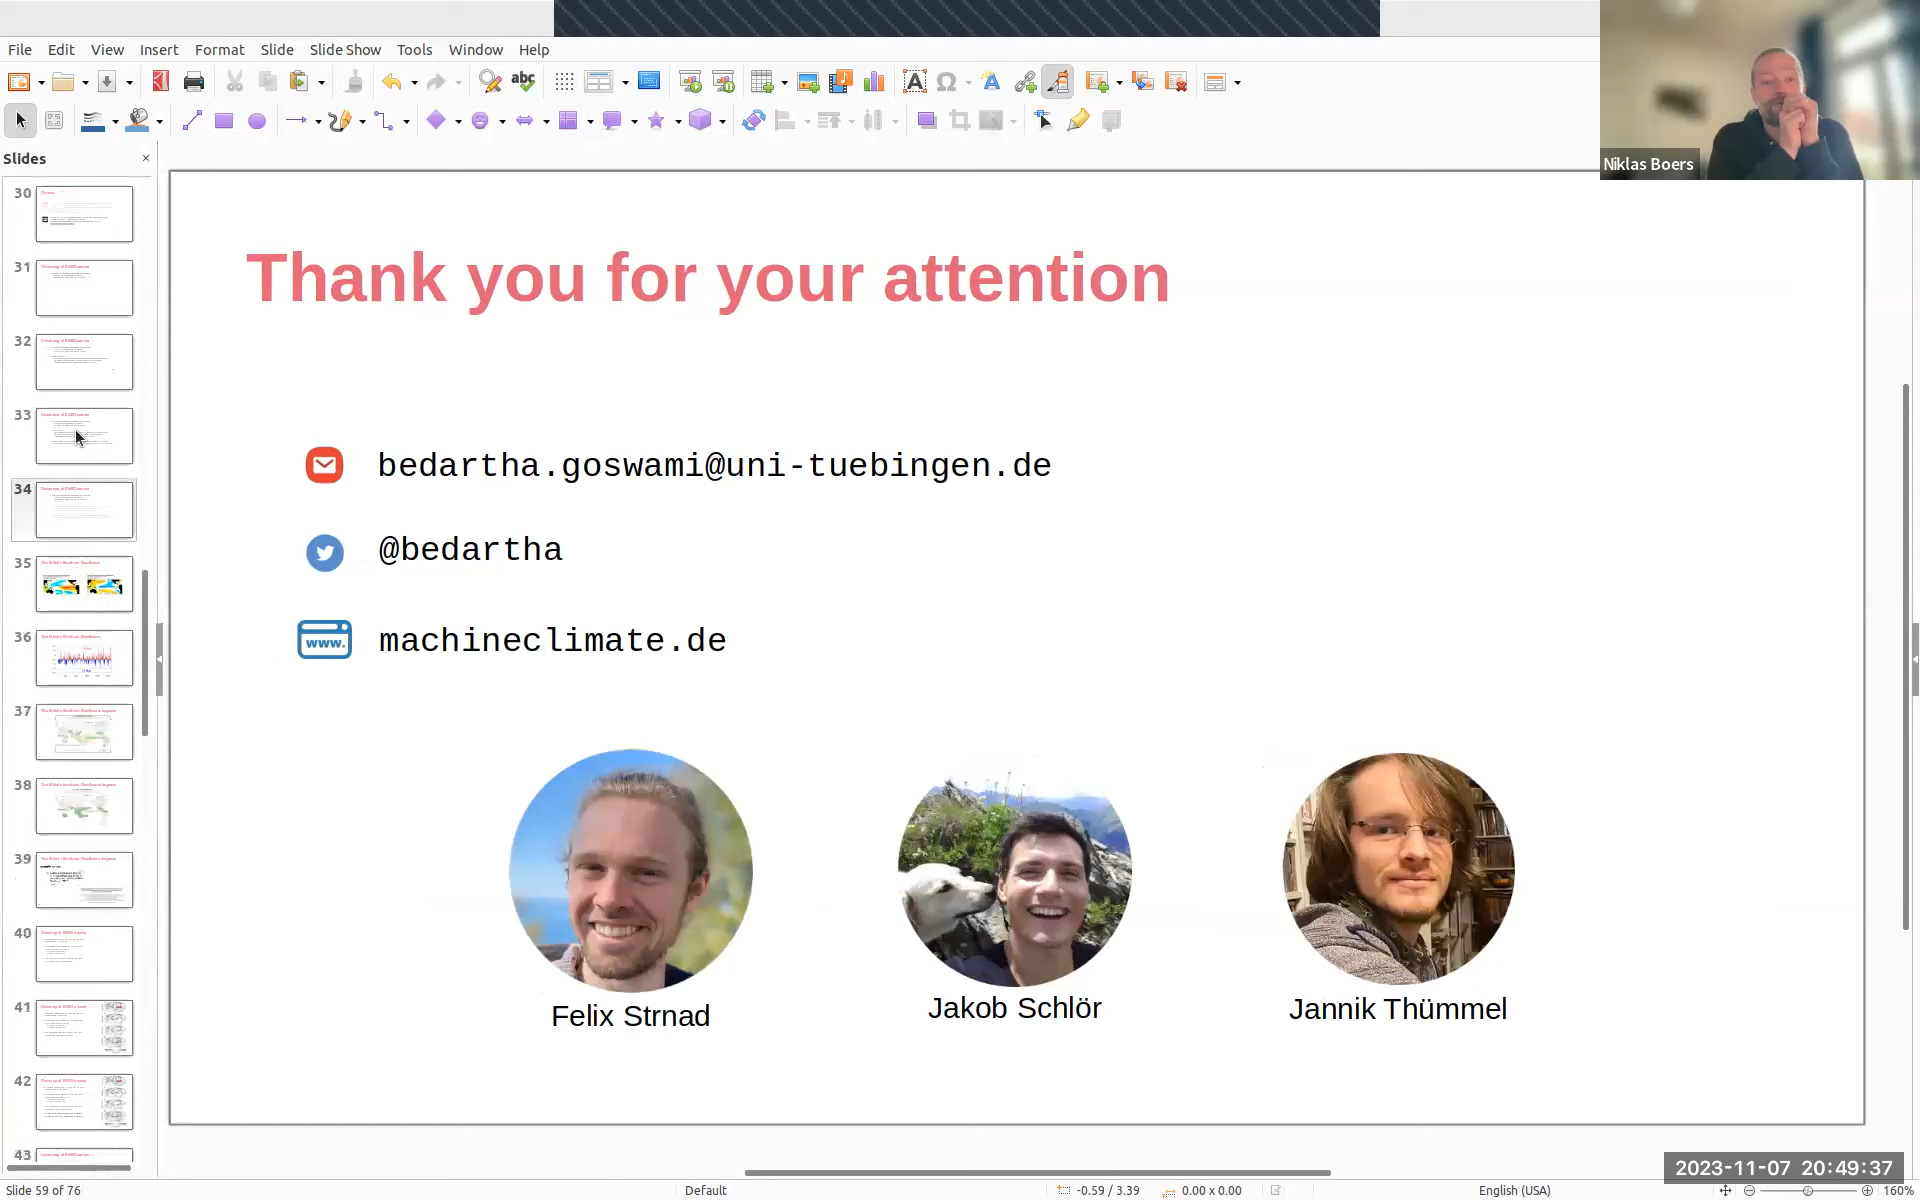 File Edit View Insert Format Slide Slide Show Tools Window Help
Slides
Niklas Boers
Thank you for your attention
bedartha.goswami@uni-tuebingen.de
@bedartha
www.
machineclimate.de
Felix Strnad
Jakob Schlör
Jannik Thümmel
30
31
32
33
34
35
36
37
38
39
40
41
42
43
2023-11-07 20:49:37
Slide 59 of 76
Default
-0.59 / 3.39
0.00 x 0.00
English (USA)
160%